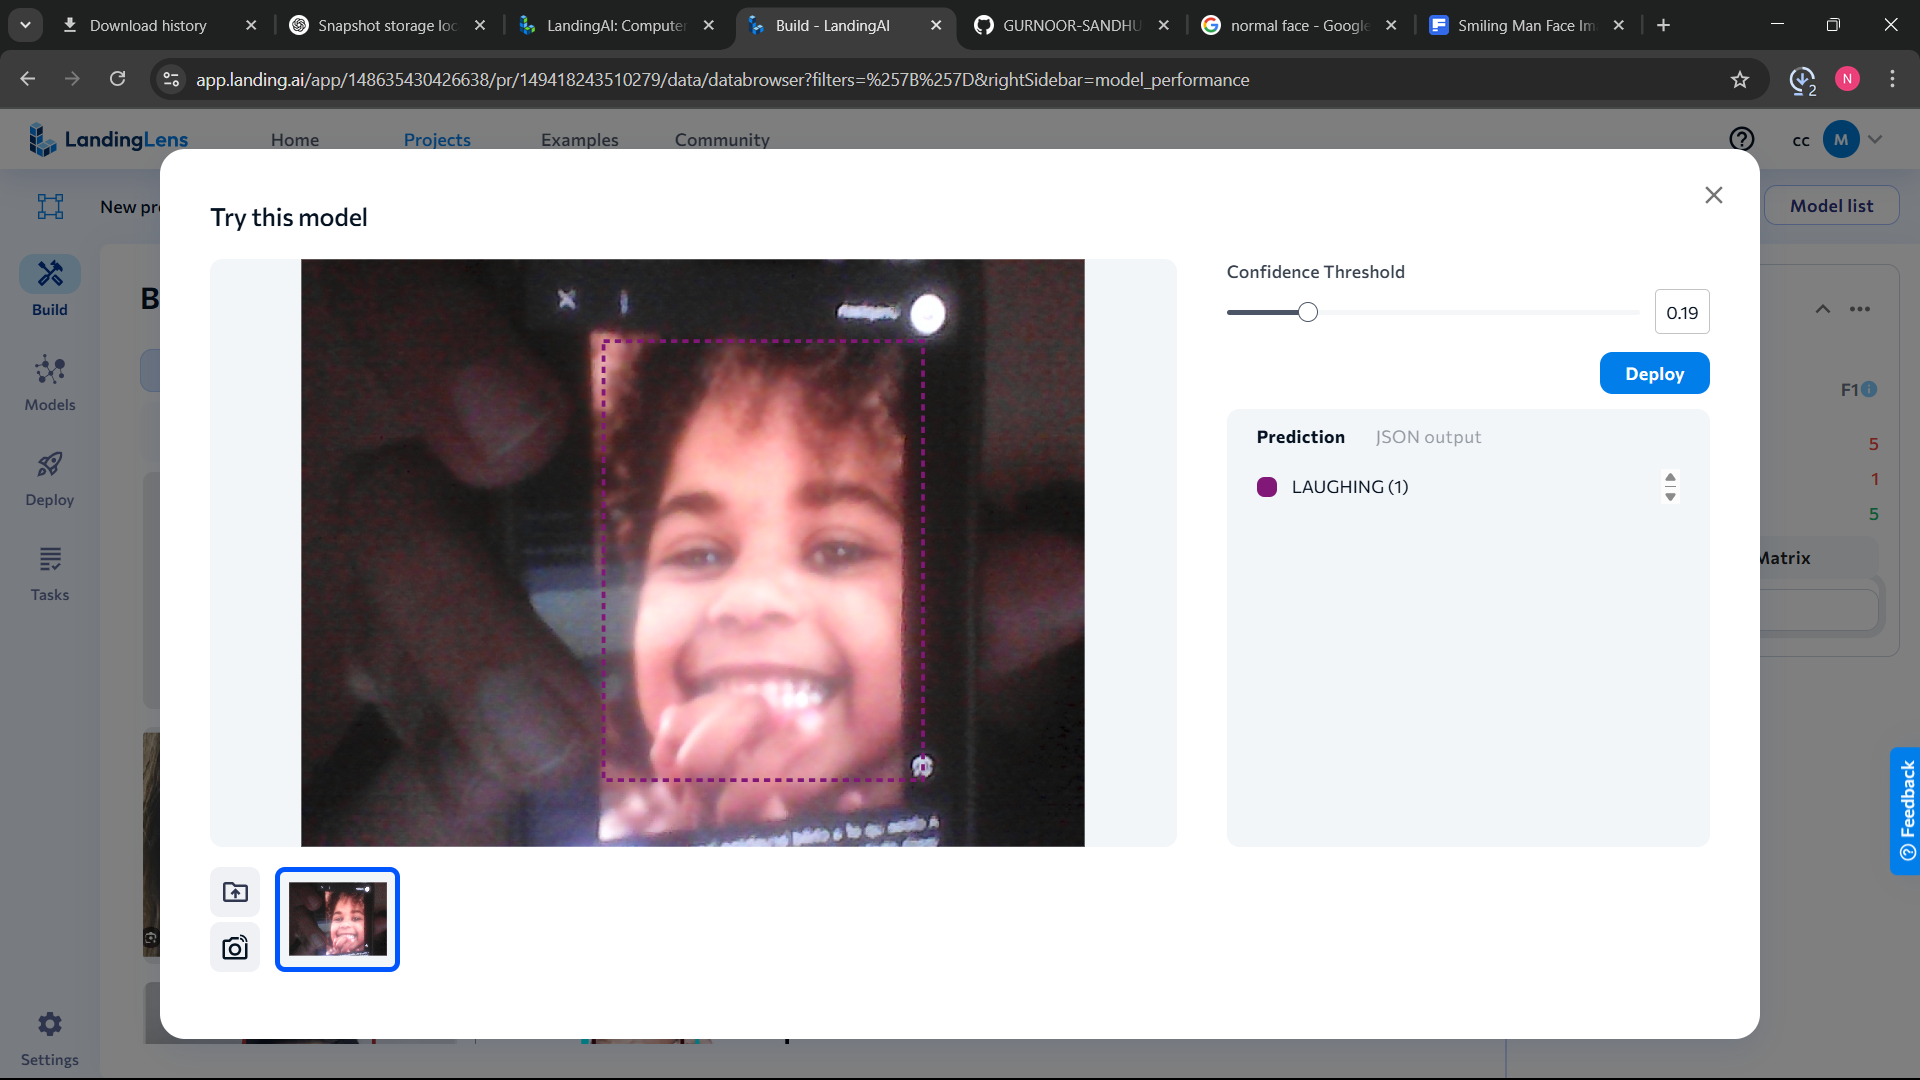 Download history
Snapshot storage loc
LandingAI: Computer
Build - LandingAI
GURNOOR-SANDHU
normal face - Google
Smiling Man Face Im
app.landing.ai/app/148635430426638/pr/149418243510279/data/databrowser?filters=%257B%257D&rightSidebar=model_performance
2
N
LandingLens
Home
Projects
Examples
Community
cc
M
New pr
Model list
Try this model
Build
B
Models
Deploy
Tasks
Settings
Confidence Threshold
0.19
Deploy
Prediction
JSON output
LAUGHING (1)
F1
5
1
5
Matrix
Feedback